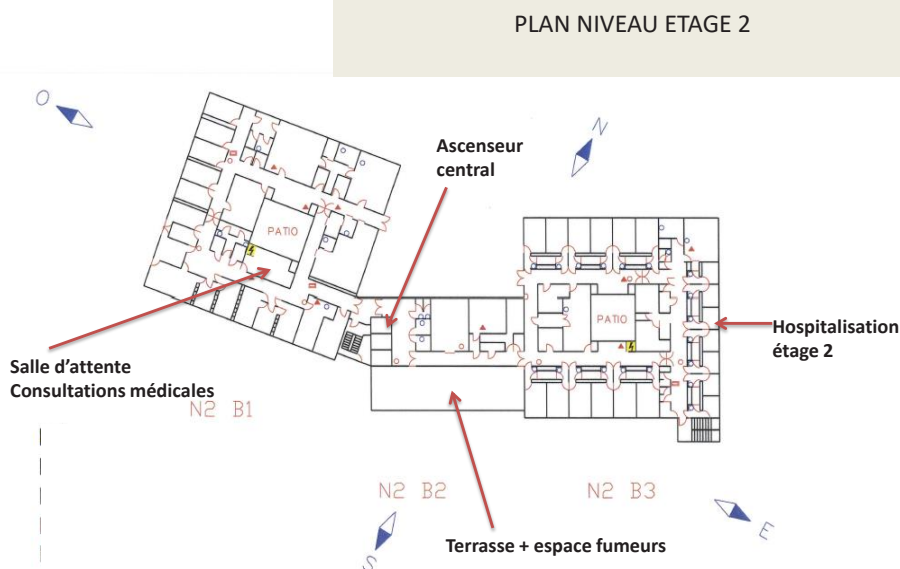 PLAN NIVEAU ETAGE 2
O
N
Ascenseur
central
PATIO
PATIO
Hospitalisation
étage 2
Salle d'attente
Consultations médicales
N2 B1
N2 B2
N2 B3
E
Terrasse + espace fumeurs
S